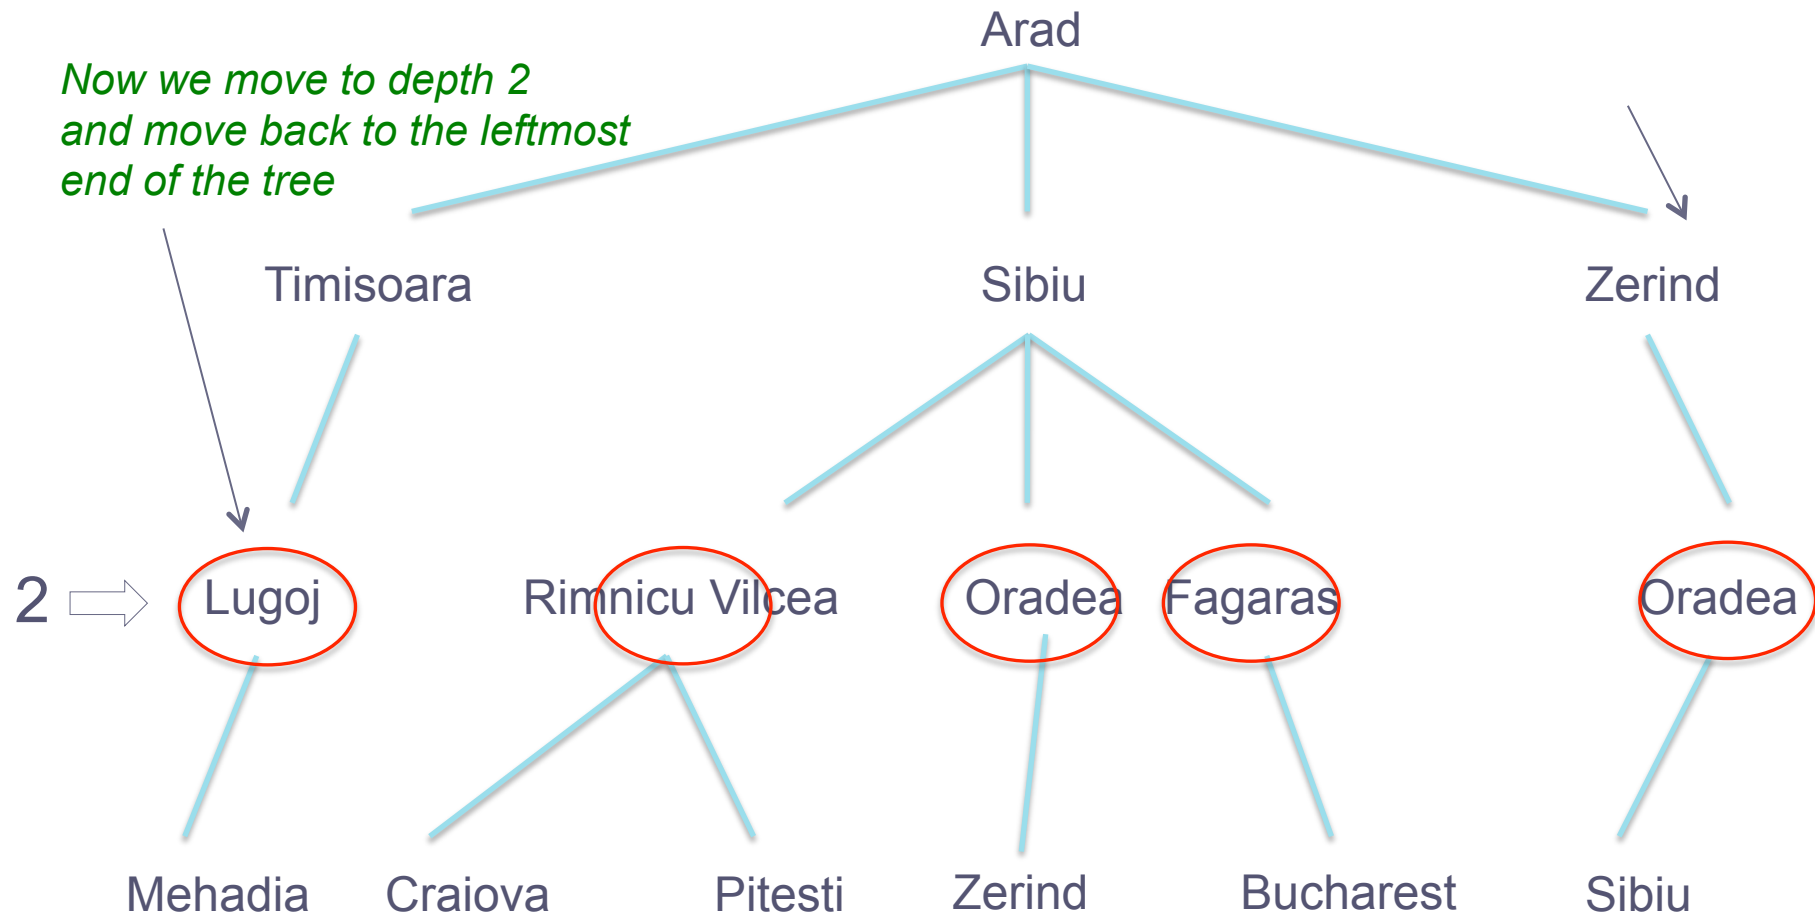 Arad
Now we move to depth 2
and move back to the leftmost
end of the tree
Timisoara Sibiu Zerind
2 Lugoj Rimnicu Vilcea Oradea Fagaras Oradea
Mehadia Craiova Pitesti Zerind Bucharest Sibiu